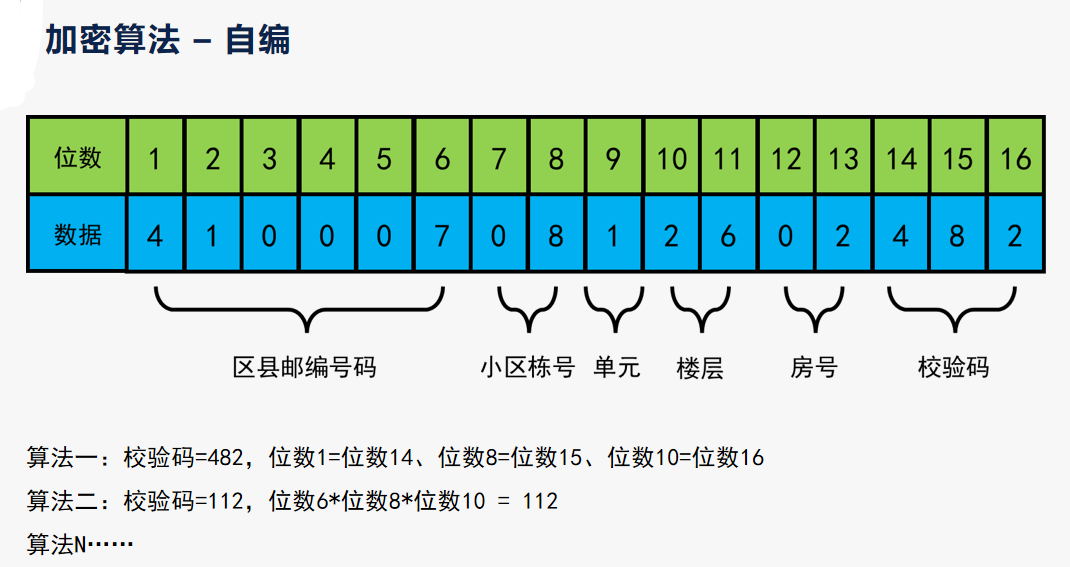 加密算法 – 自编
位数 1 2 3 4 5 6 7 8 9 10 11 12 13 14 15 16
数据 4 1 0 0 0 7 0 8 1 2 6 0 2 4 8 2
区县邮编号码 小区栋号 单元 楼层 房号 校验码
算法一：校验码=482，位数1=位数14、位数8=位数15、位数10=位数16
算法二：校验码=112，位数6*位数8*位数10 = 112
算法N……